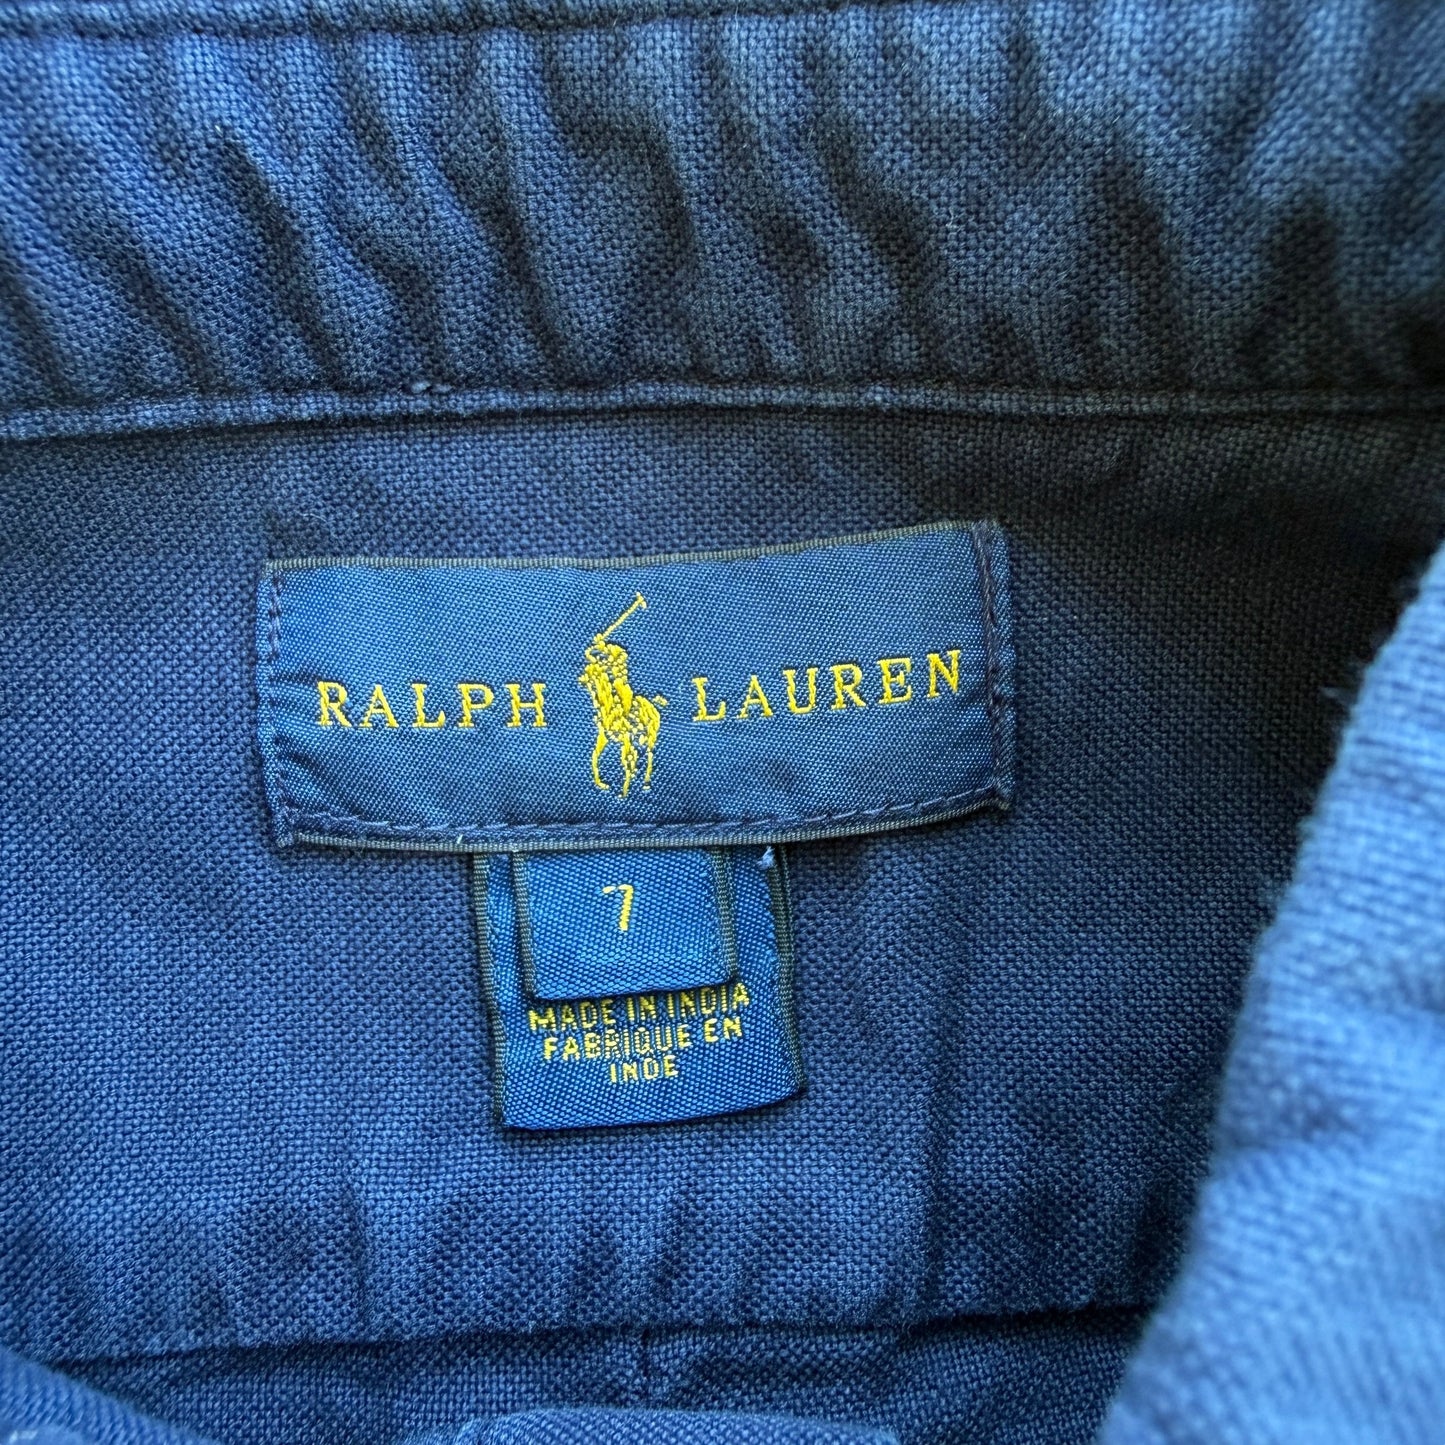 RALPH LAUREN
7
MADE IN INDIA
FABRIQUE EN
INDE